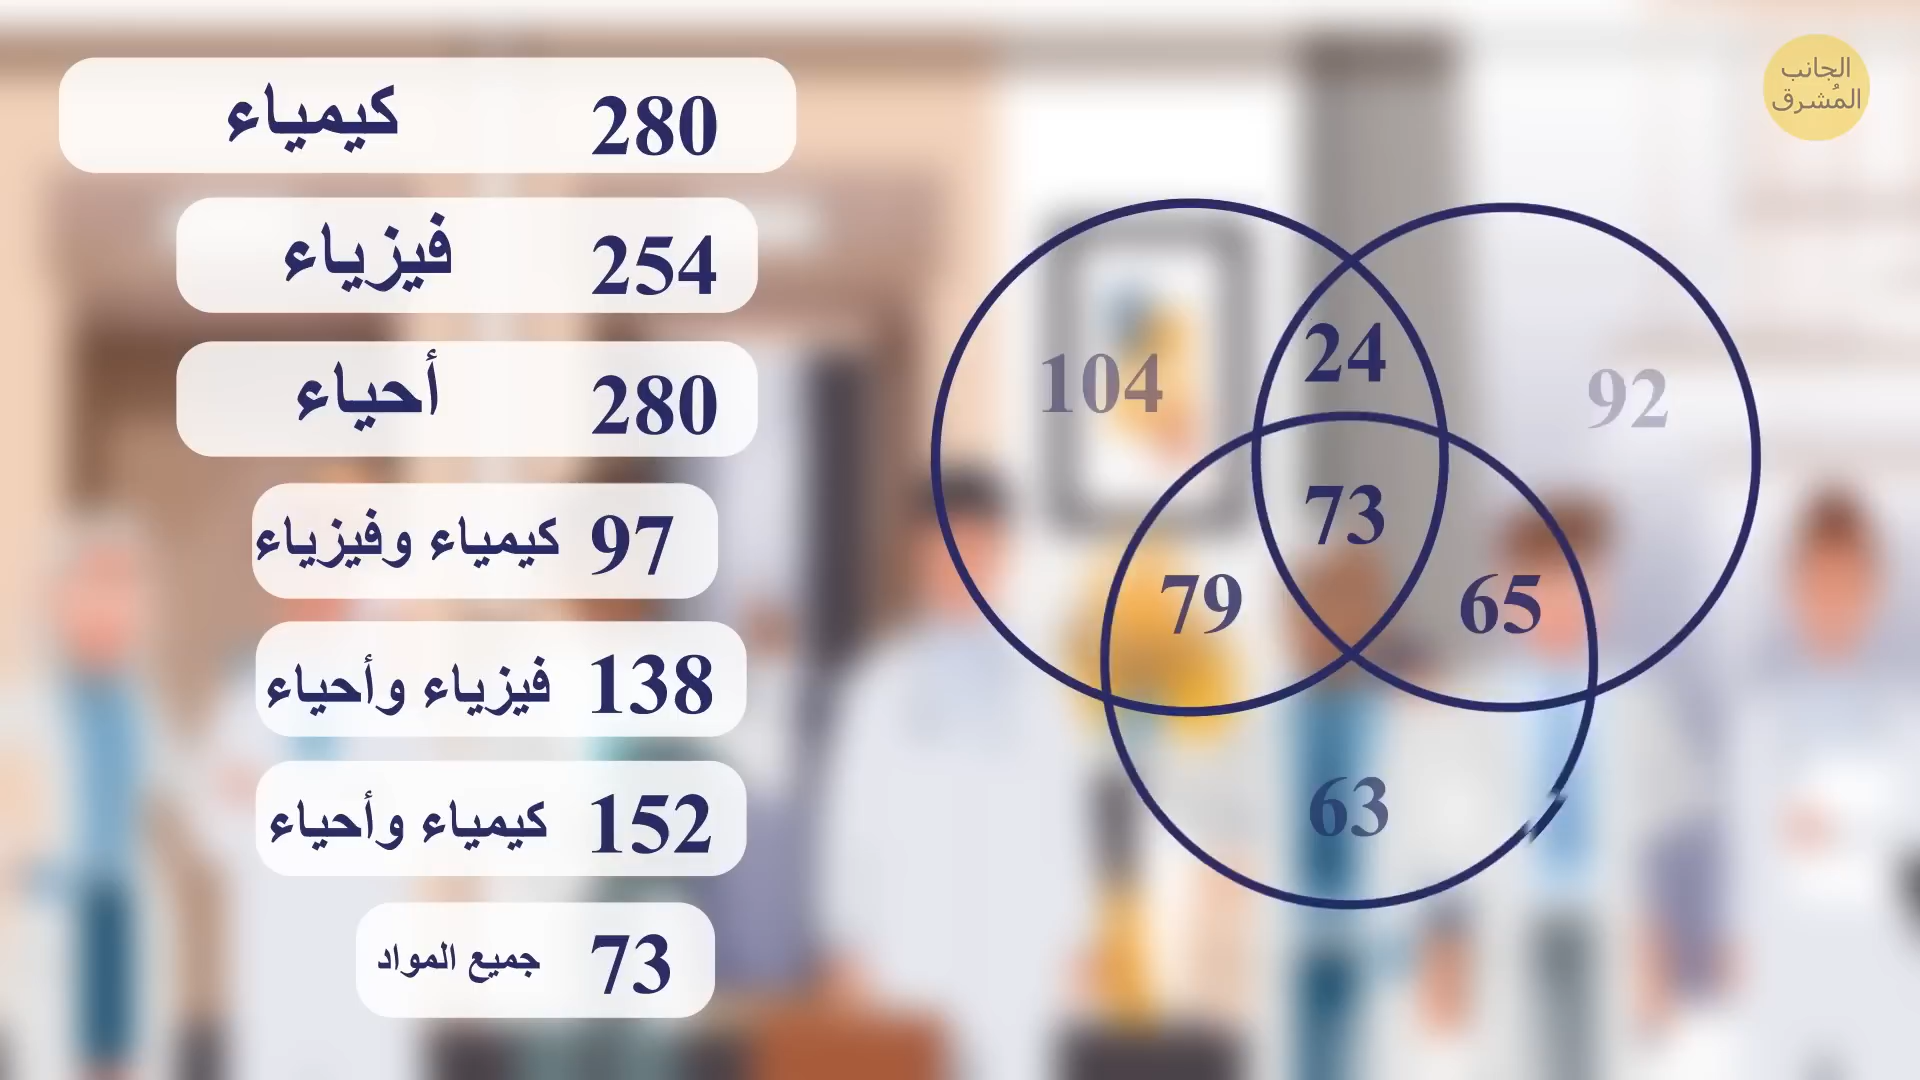 الجانب
المُشرق
كيمياء 280
فيزياء 254
أحياء 280
كيمياء وفيزياء 97
فيزياء وأحياء 138
كيمياء وأحياء 152
جميع المواد 73
104
24
92
73
79
65
63